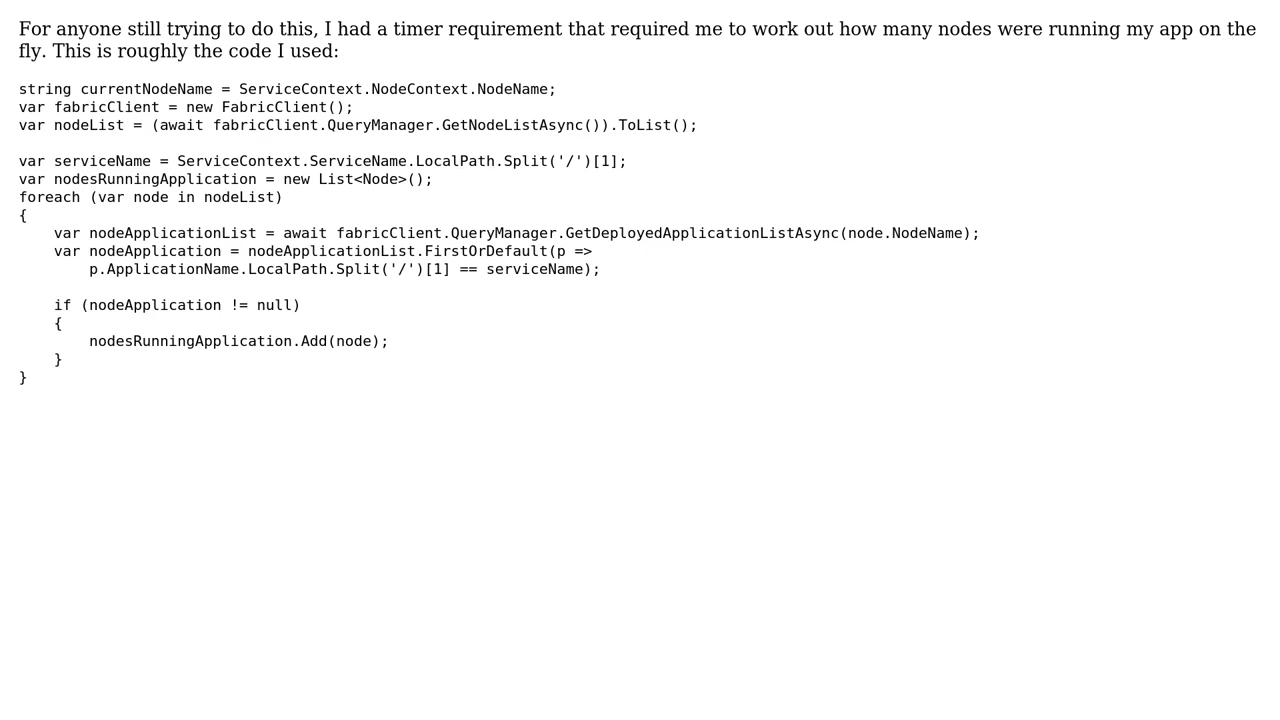 For anyone still trying to do this, I had a timer requirement that required me to work out how many nodes were running my app on the
fly. This is roughly the code I used:

string currentNodeName = ServiceContext.NodeContext.NodeName;
var fabricClient = new FabricClient();
var nodeList = (await fabricClient.QueryManager.GetNodeListAsync()).ToList();

var serviceName = ServiceContext.ServiceName.LocalPath.Split('/')[1];
var nodesRunningApplication = new List<Node>();
foreach (var node in nodeList)
{
    var nodeApplicationList = await fabricClient.QueryManager.GetDeployedApplicationListAsync(node.NodeName);
    var nodeApplication = nodeApplicationList.FirstOrDefault(p =>
        p.ApplicationName.LocalPath.Split('/')[1] == serviceName);

    if (nodeApplication != null)
    {
        nodesRunningApplication.Add(node);
    }
}